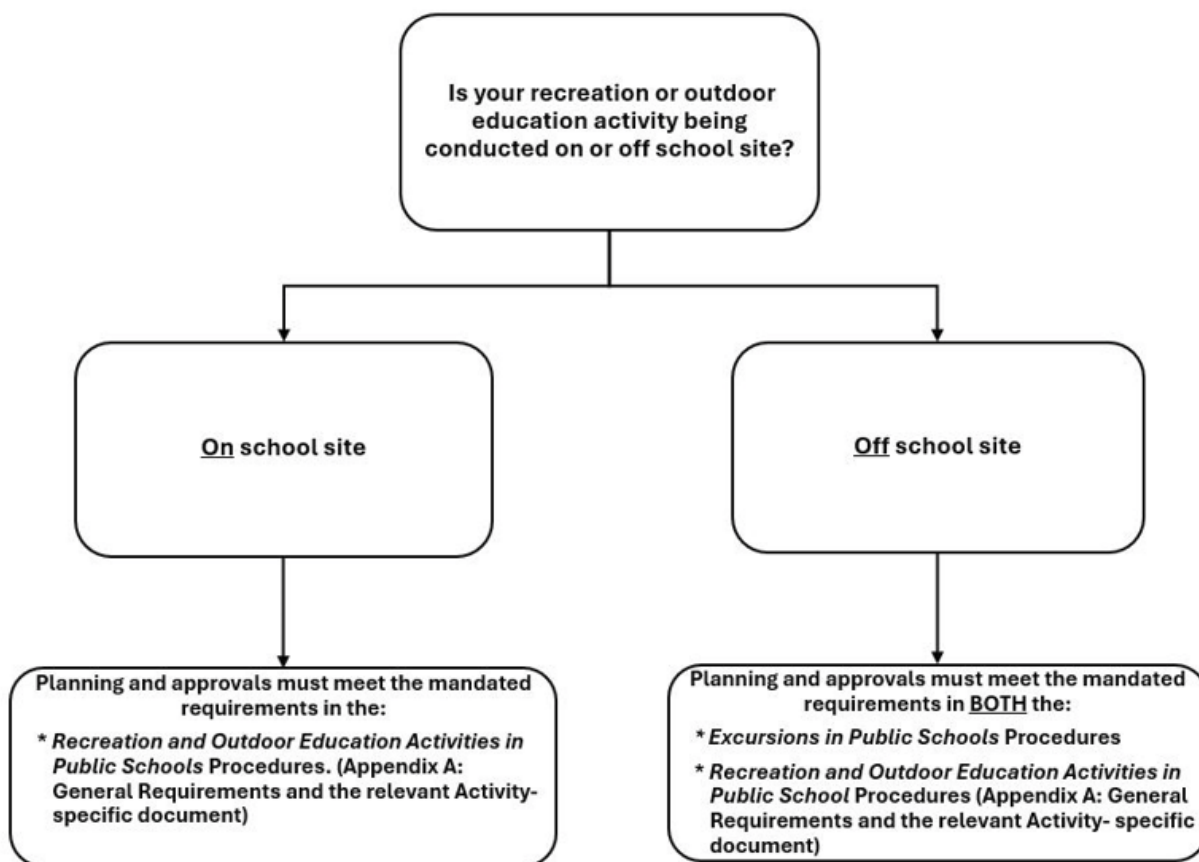 Is your recreation or outdoor
education activity being
conducted on or off school site?
On school site
Off school site
Planning and approvals must meet the mandated
requirements in the:
* Recreation and Outdoor Education Activities in
Public Schools Procedures. (Appendix A:
General Requirements and the relevant Activity-
specific document)
Planning and approvals must meet the mandated
requirements in BOTH the:
* Excursions in Public Schools Procedures
* Recreation and Outdoor Education Activities in
Public School Procedures (Appendix A: General
Requirements and the relevant Activity- specific
document)